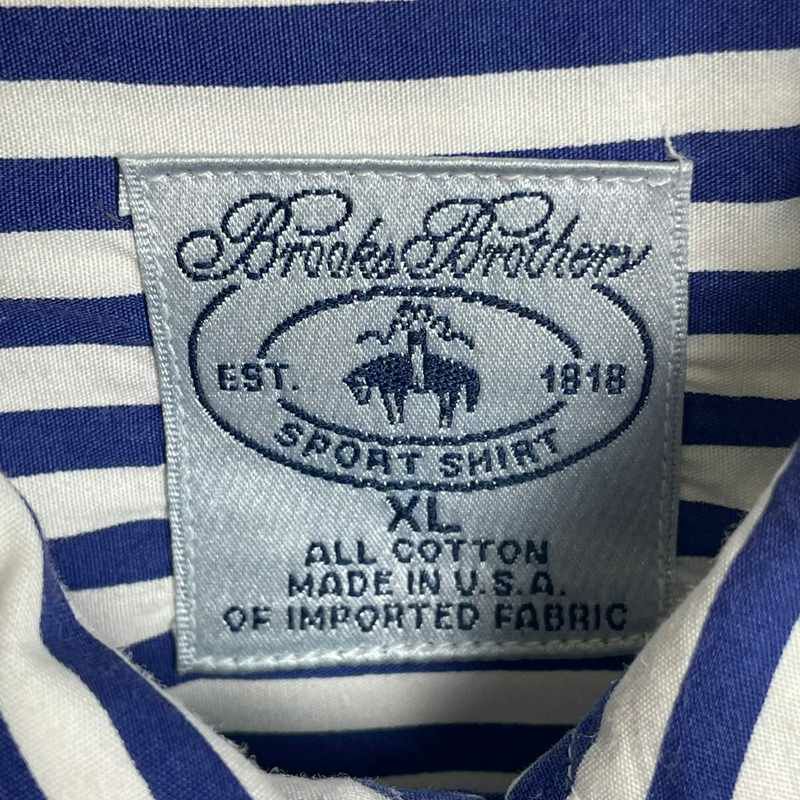 Brooks Brothers
EST. 1818
SPORT SHIRT
XL
ALL COTTON
MADE IN U.S.A.
OF IMPORTED FABRIC